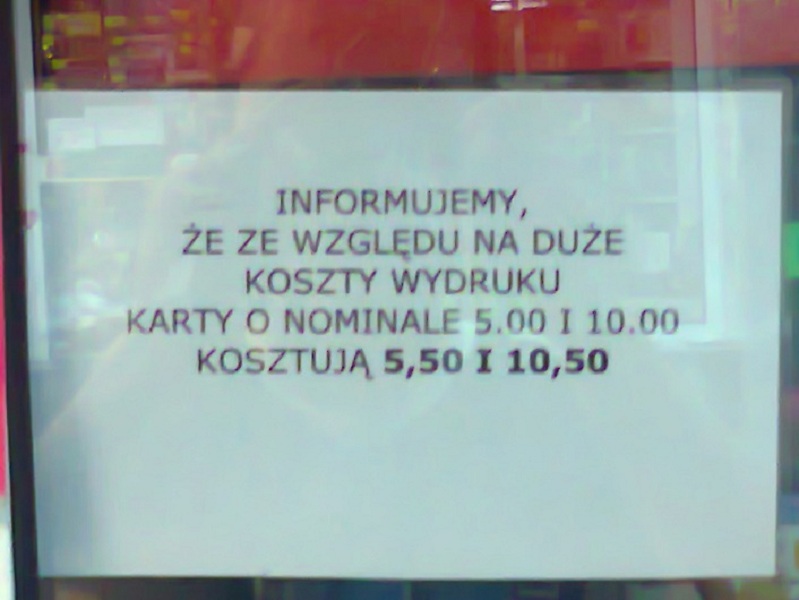 INFORMUJEMY,
ŻE ZE WZGLĘDU NA DUŻE
KOSZTY WYDRUKU
KARTY O NOMINALE 5.00 I 10.00
KOSZTUJĄ 5,50 I 10,50